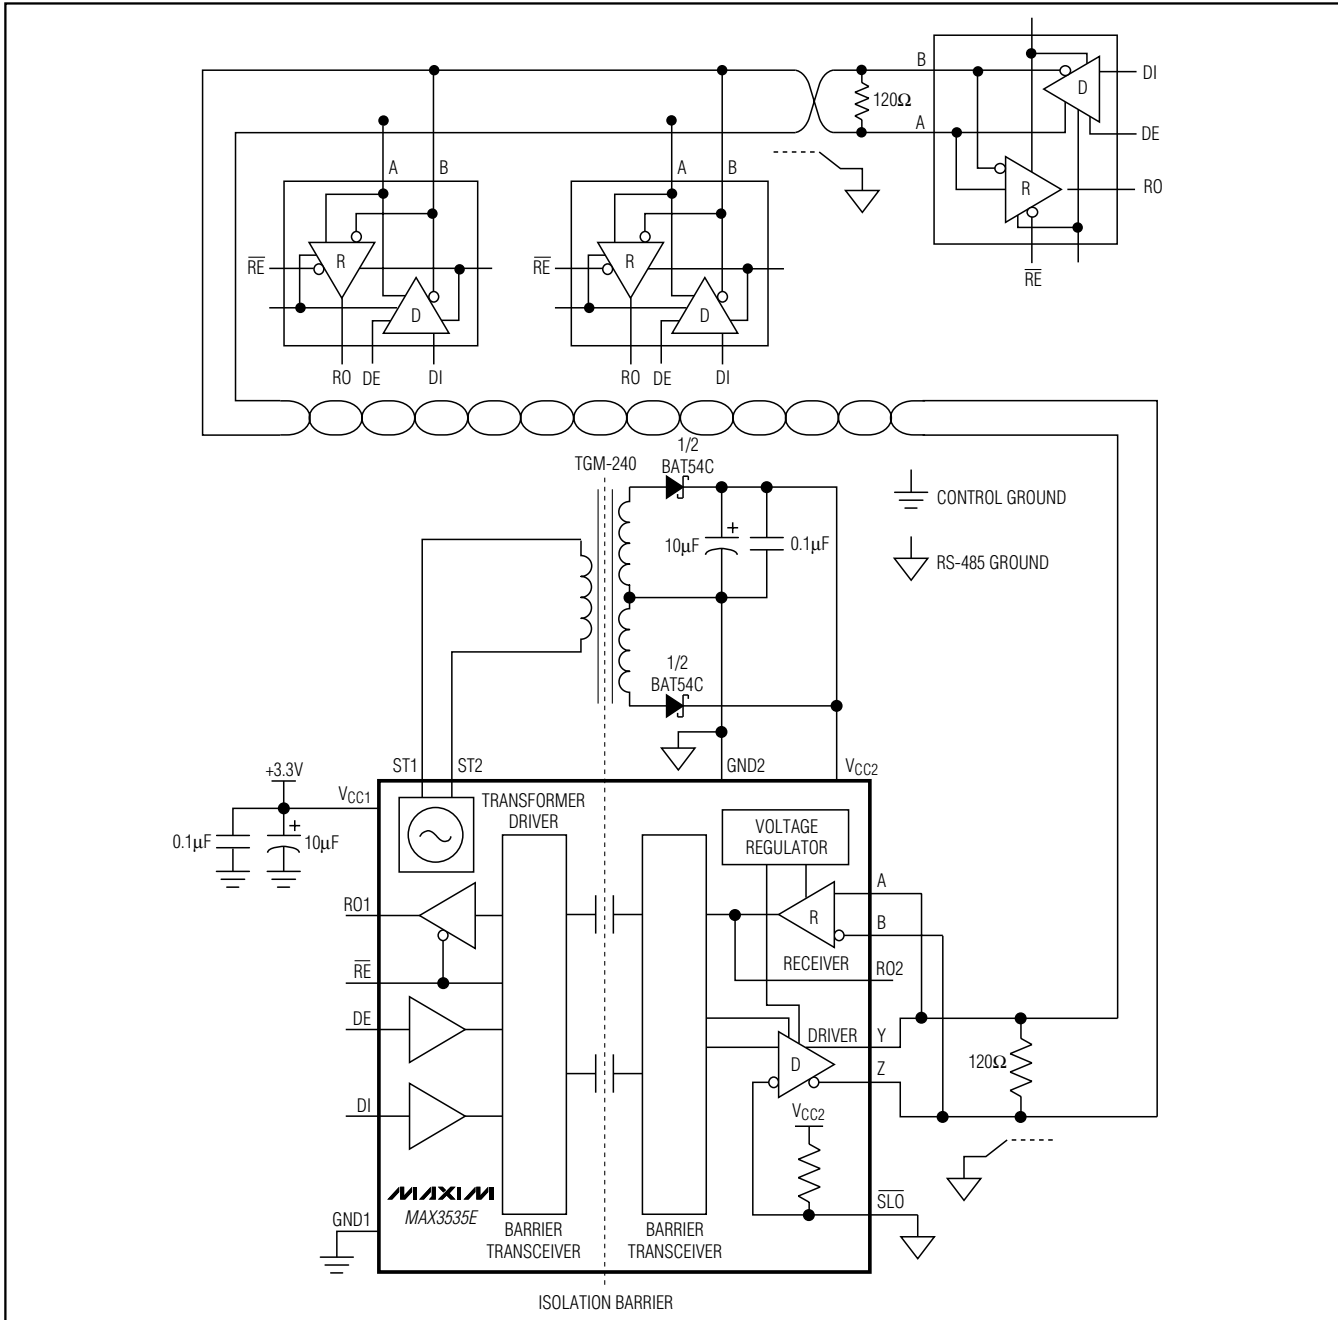 B
DI
120Ω
D
A
DE
A
B
A
B
R
RO
R
R
RE
RE
RE
D
D
RO
DE
DI
RO
DE
DI
1/2
BAT54C
TGM-240
CONTROL GROUND
10µF
+
0.1µF
RS-485 GROUND
1/2
BAT54C
ST1
ST2
GND2
VCC2
+3.3V
VCC1
TRANSFORMER
DRIVER
VOLTAGE
REGULATOR
0.1µF
+
10µF
A
RO1
R
B
RECEIVER
RO2
RE
DE
DRIVER
Y
D
Z
120Ω
DI
VCC2
MAXIM
MAX3535E
SLO
GND1
BARRIER
TRANSCEIVER
BARRIER
TRANSCEIVER
ISOLATION BARRIER